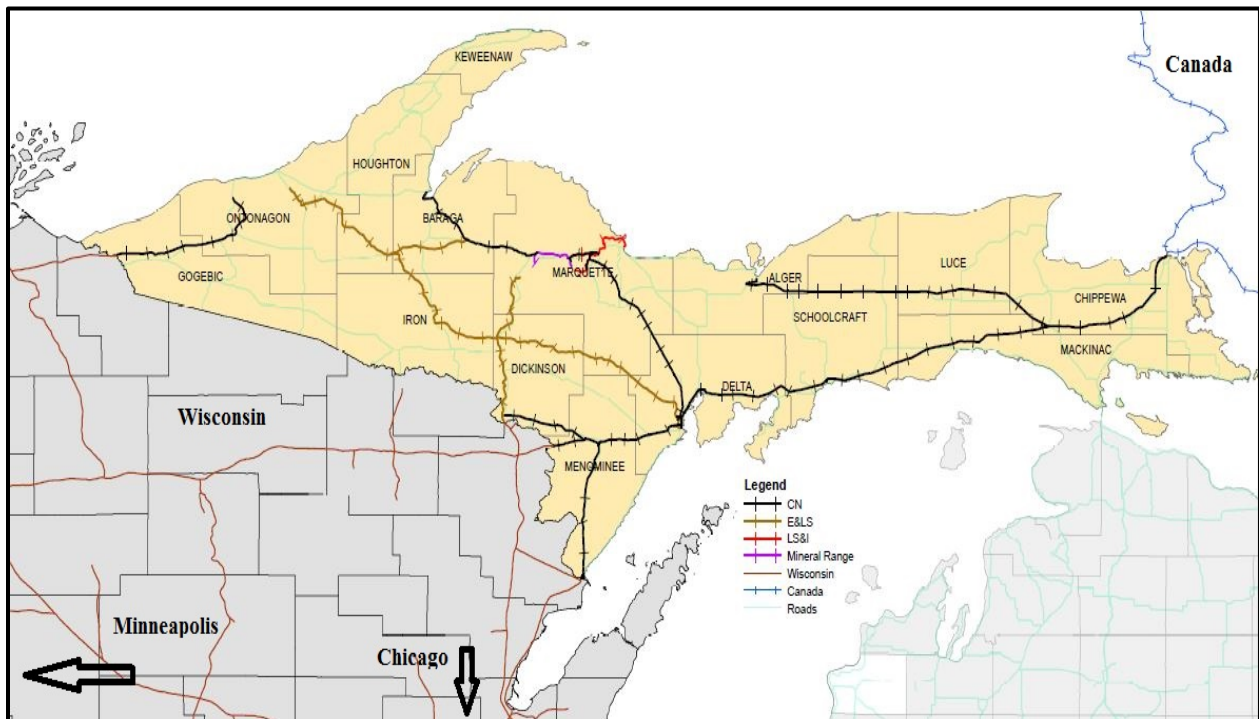 Canada
KEWEENAW
HOUGHTON
ONTONAGON
BARAGA
GOGEBIC
MARQUETTE
ALGER
LUCE
CHIPPEWA
SCHOOLCRAFT
MACKINAC
IRON
DICKINSON
DELTA
Wisconsin
MENOMINEE
Legend
CN
E&LS
LS&I
Mineral Range
Wisconsin
Canada
Roads
Minneapolis
Chicago